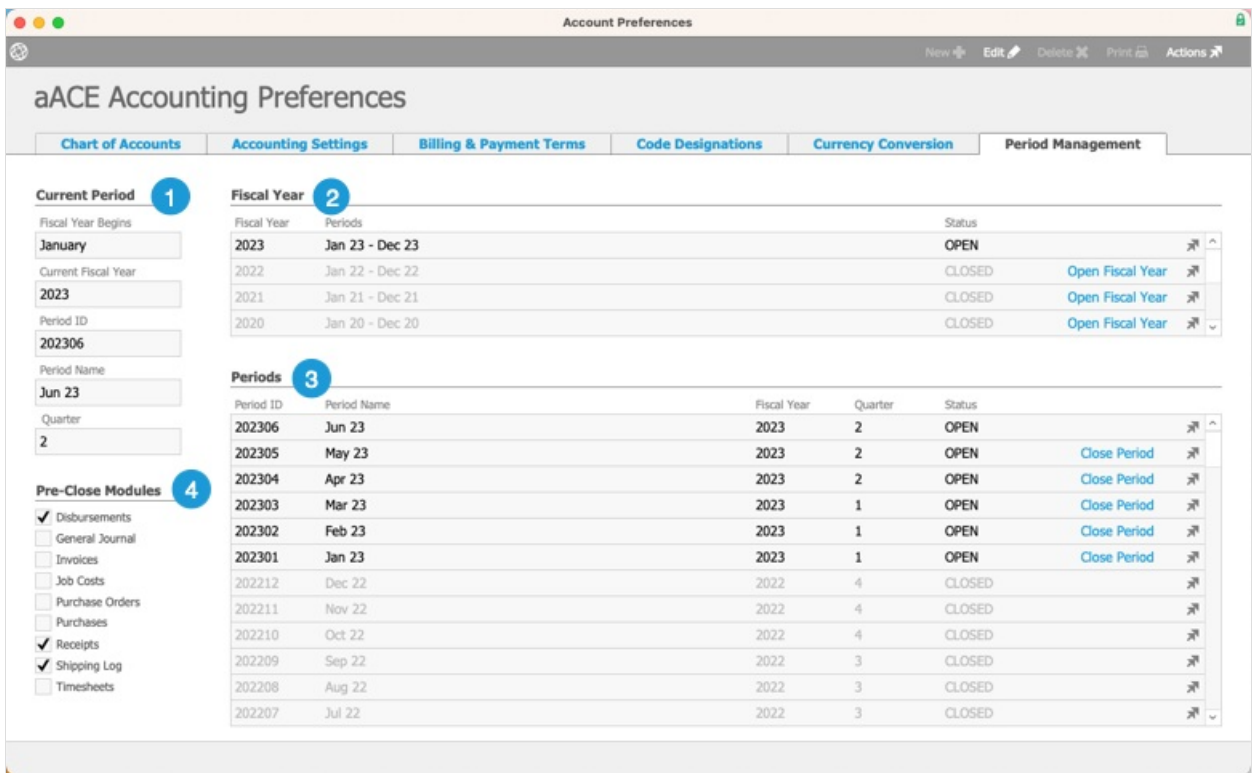 Account Preferences
New Edit Delete Print Actions
aACE Accounting Preferences
Chart of Accounts Accounting Settings Billing & Payment Terms Code Designations Currency Conversion Period Management
Current Period 1
Fiscal Year Begins
January
Current Fiscal Year
2023
Period ID
202306
Period Name
Jun 23
Quarter
2
Pre-Close Modules 4
Disbursements
General Journal
Invoices
Job Costs
Purchase Orders
Purchases
Receipts
Shipping Log
Timesheets
Fiscal Year 2
Fiscal Year Periods Status
2023 Jan 23 - Dec 23 OPEN
2022 Jan 22 - Dec 22 CLOSED Open Fiscal Year
2021 Jan 21 - Dec 21 CLOSED Open Fiscal Year
2020 Jan 20 - Dec 20 CLOSED Open Fiscal Year
Periods 3
Period ID Period Name Fiscal Year Quarter Status
202306 Jun 23 2023 2 OPEN
202305 May 23 2023 2 OPEN Close Period
202304 Apr 23 2023 2 OPEN Close Period
202303 Mar 23 2023 1 OPEN Close Period
202302 Feb 23 2023 1 OPEN Close Period
202301 Jan 23 2023 1 OPEN Close Period
202212 Dec 22 2022 4 CLOSED
202211 Nov 22 2022 4 CLOSED
202210 Oct 22 2022 4 CLOSED
202209 Sep 22 2022 3 CLOSED
202208 Aug 22 2022 3 CLOSED
202207 Jul 22 2022 3 CLOSED